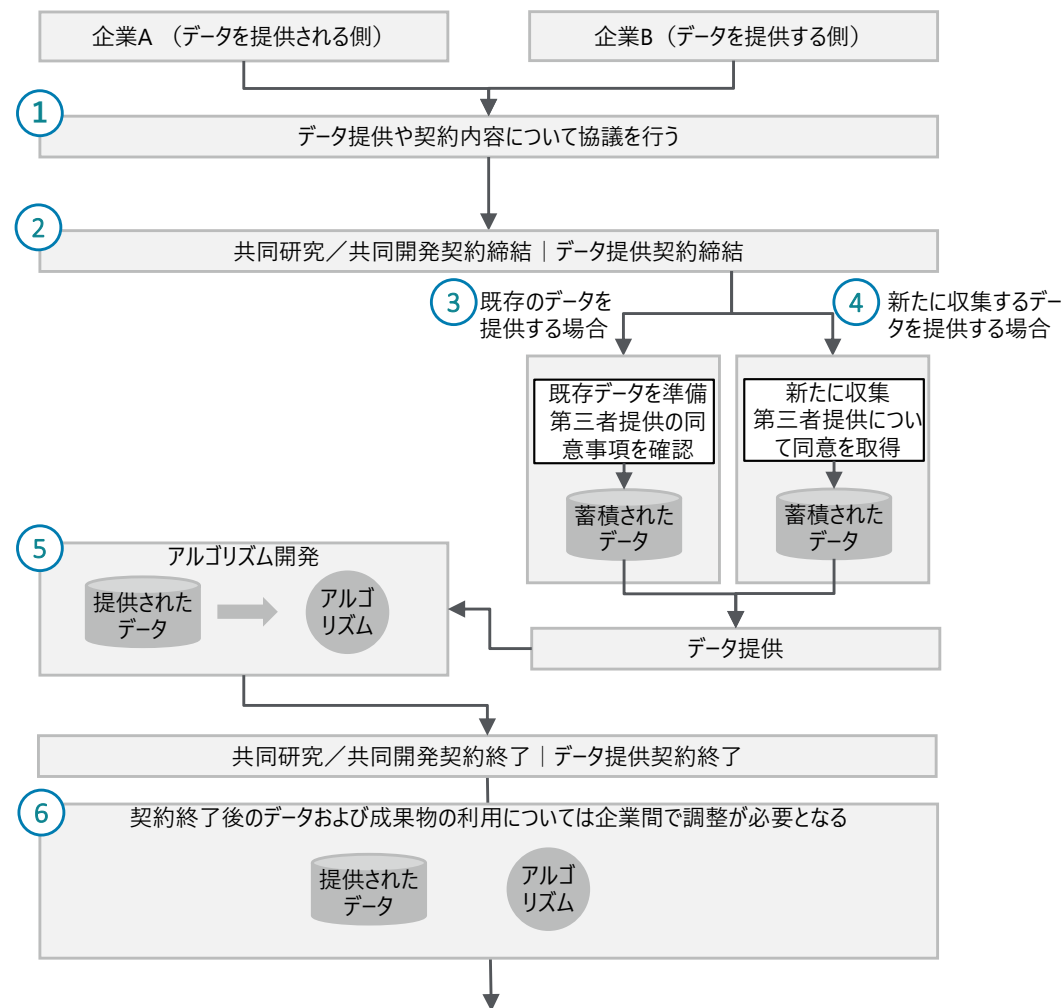 企業A （データを提供される側）
企業B（データを提供する側）
1
データ提供や契約内容について協議を行う
2
共同研究／共同開発契約締結｜データ提供契約締結
3
既存のデータを
提供する場合
4
新たに収集するデー
タを提供する場合
既存データを準備
第三者提供の同
意事項を確認
新たに収集
第三者提供につい
て同意を取得
蓄積された
データ
蓄積された
データ
5
アルゴリズム開発
提供された
データ
アルゴ
リズム
データ提供
共同研究／共同開発契約終了｜データ提供契約終了
6
契約終了後のデータおよび成果物の利用については企業間で調整が必要となる
提供された
データ
アルゴ
リズム